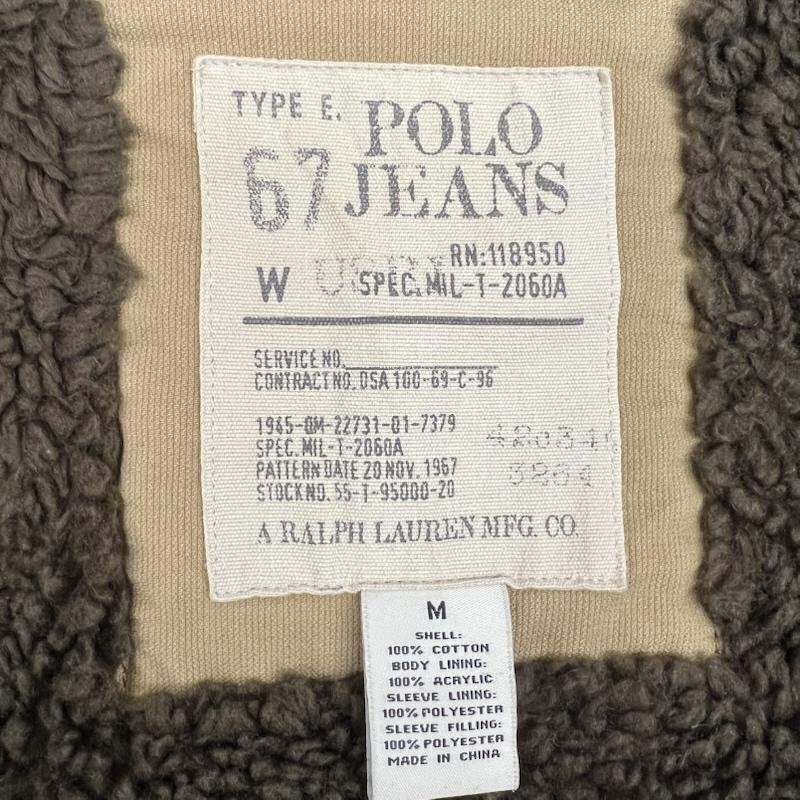 TYPE E. POLO
67 JEANS
RN:118950
W SPEC. MIL-T-2060A
SERVICE NO.
CONTRACT NO. DSA 100-69-C-96
1945-OM-22731-01-7379
SPEC. MIL-T-2060A
PATTERN DATE 20 NOV. 1967
STOCK NO. 55-T-95000-20
3864
A RALPH LAUREN MFG. CO.
M
SHELL:
100% COTTON
BODY LINING:
100% ACRYLIC
SLEEVE LINING:
100% POLYESTER
SLEEVE FILLING:
100% POLYESTER
MADE IN CHINA